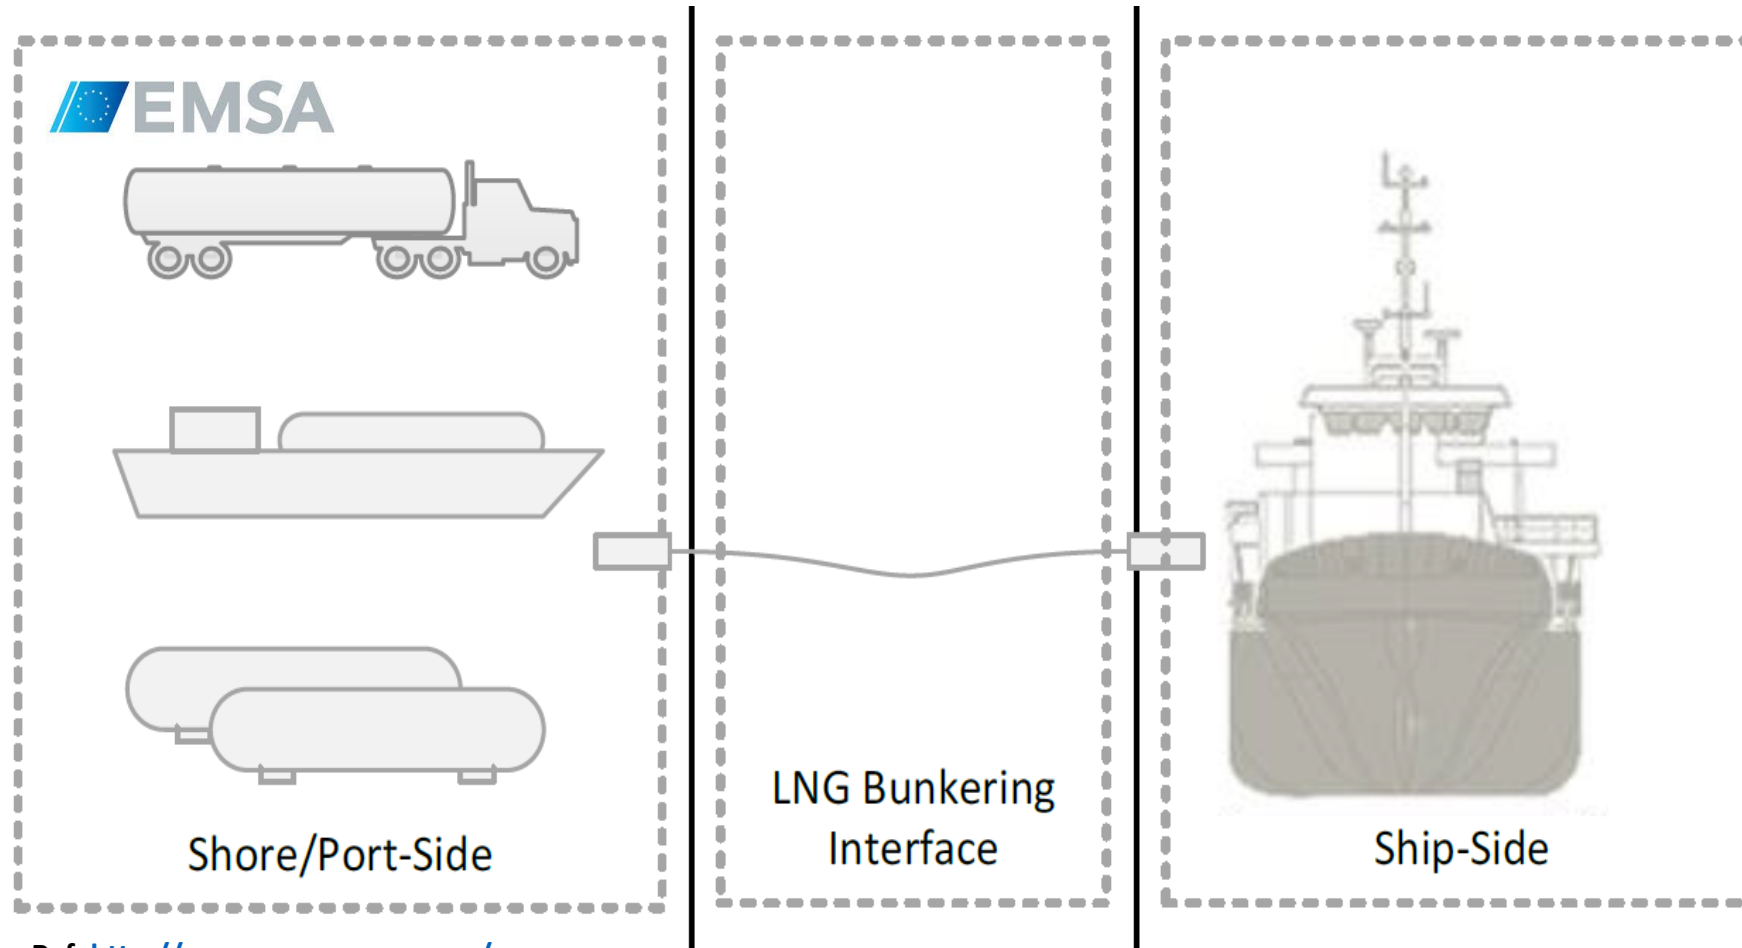 EMSA
Shore/Port-Side
LNG Bunkering
Interface
Ship-Side